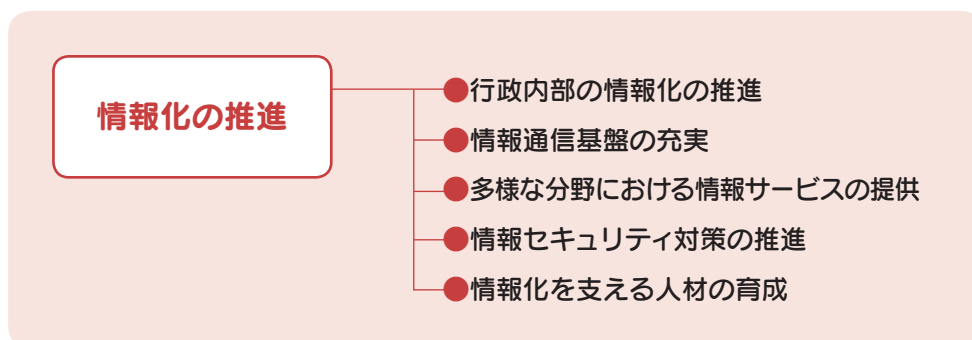 情報化の推進
●行政内部の情報化の推進
●情報通信基盤の充実
●多様な分野における情報サービスの提供
●情報セキュリティ対策の推進
●情報化を支える人材の育成